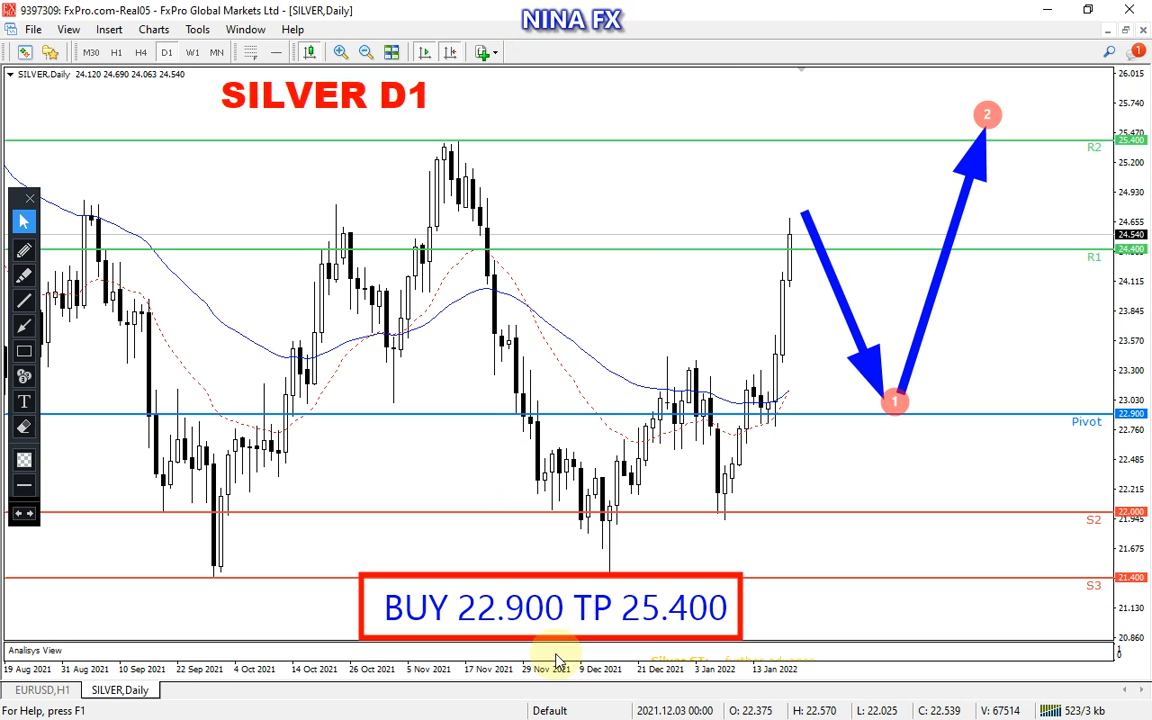 9397309: FxPro.com-Real05 - FxPro Global Markets Ltd - [SILVER,Daily]
NINA FX
File View Insert Charts Tools Window Help
M30 H1 H4 D1 W1 MN
1
SILVER,Daily 24.120 24.690 24.063 24.540
SILVER D1
26.015
25.740
2
25.470
25.400
R2
25.200
24.930
24.655
24.540
24.400
R1
24.115
23.845
23.570
23.300
1
23.030
22.900
Pivot
22.760
22.485
22.215
22.000
S2
21.945
21.675
21.400
S3
BUY 22.900 TP 25.400
21.130
20.860
Analisys View
1
0
19 Aug 2021 31 Aug 2021 10 Sep 2021 22 Sep 2021 4 Oct 2021 14 Oct 2021 26 Oct 2021 5 Nov 2021 17 Nov 2021 29 Nov 2021 9 Dec 2021 21 Dec 2021 3 Jan 2022 13 Jan 2022
EURUSD,H1 SILVER,Daily
For Help, press F1 Default 2021.12.03 00:00 O: 22.375 H: 22.570 L: 22.025 C: 22.539 V: 67514 523/3 kb